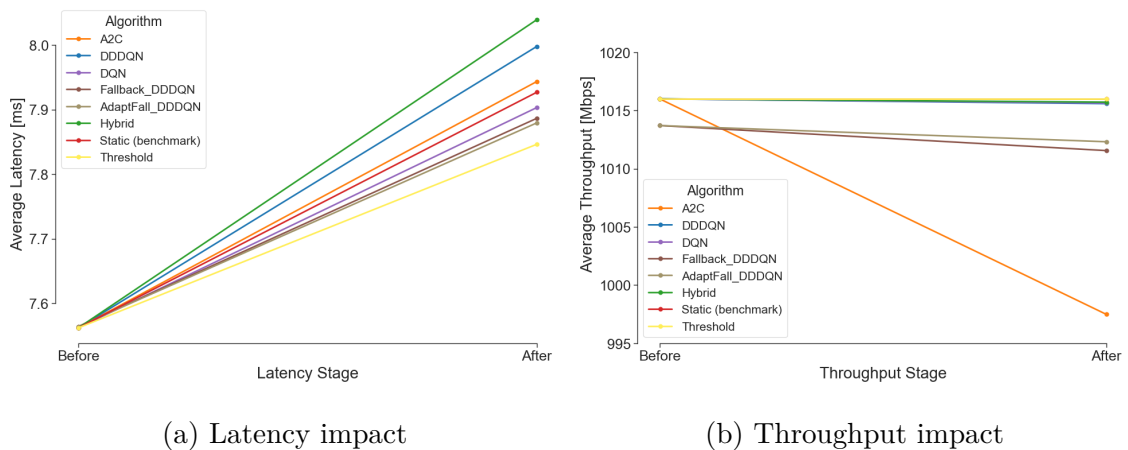 Algorithm
A2C
DDDQN
DQN
Fallback_DDDQN
AdaptFall_DDDQN
Hybrid
Static (benchmark)
Threshold
Average Latency [ms]
8.0
7.9
7.8
7.7
7.6
Before
After
Latency Stage
(a) Latency impact
Average Throughput [Mbps]
1020
1015
1010
1005
1000
995
Algorithm
A2C
DDDQN
DQN
Fallback_DDDQN
AdaptFall_DDDQN
Hybrid
Static (benchmark)
Threshold
Before
After
Throughput Stage
(b) Throughput impact